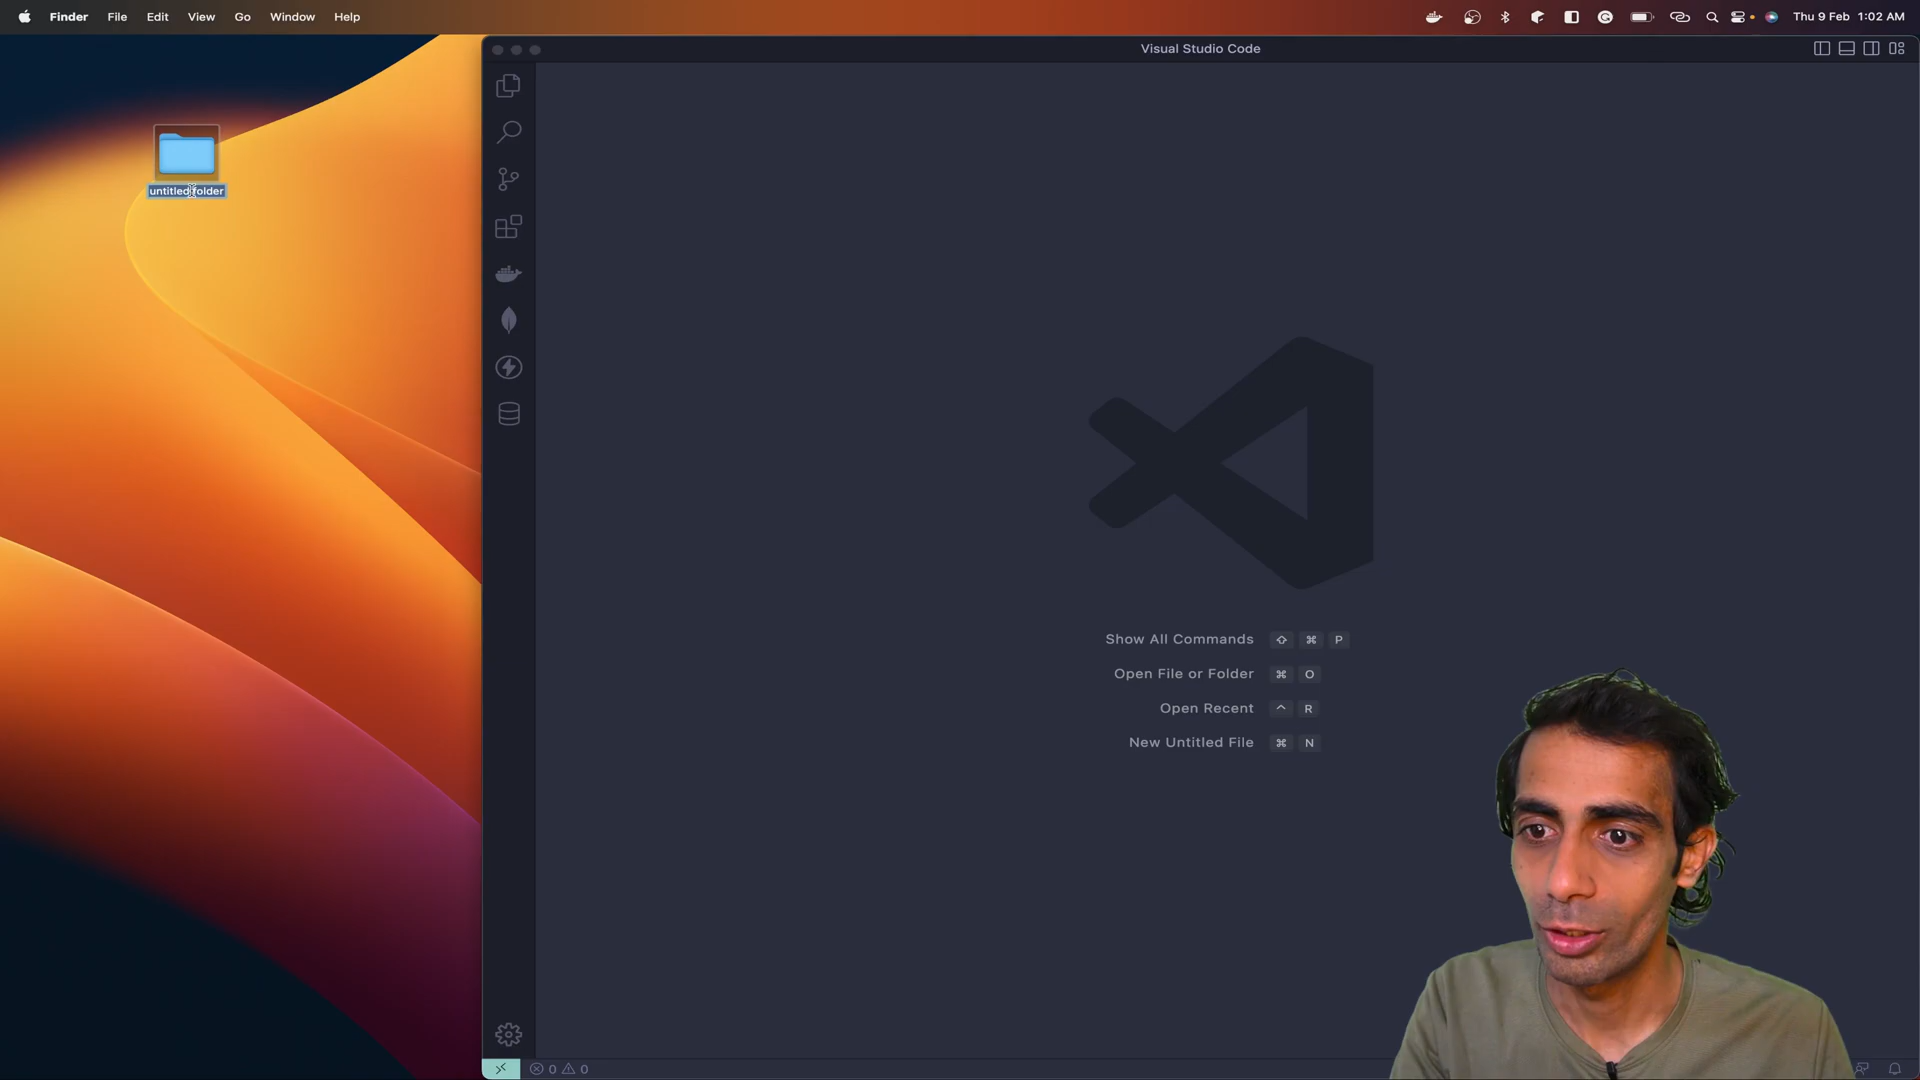 Finder File Edit View Go Window Help
Thu 9 Feb 1:02 AM
Visual Studio Code
untitled folder
Show All Commands ⇧ ⌘ P
Open File or Folder ⌘ O
Open Recent ^ R
New Untitled File ⌘ N
0 0